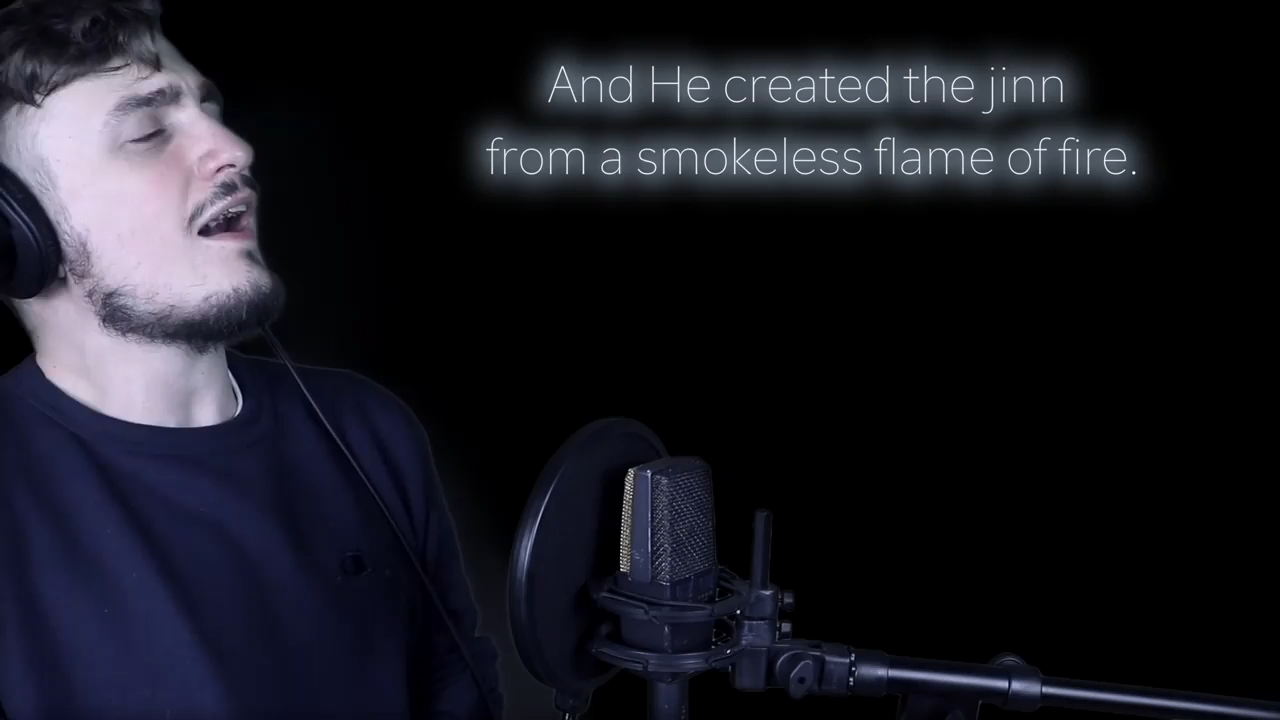 And He created the jinn
from a smokeless flame of fire.